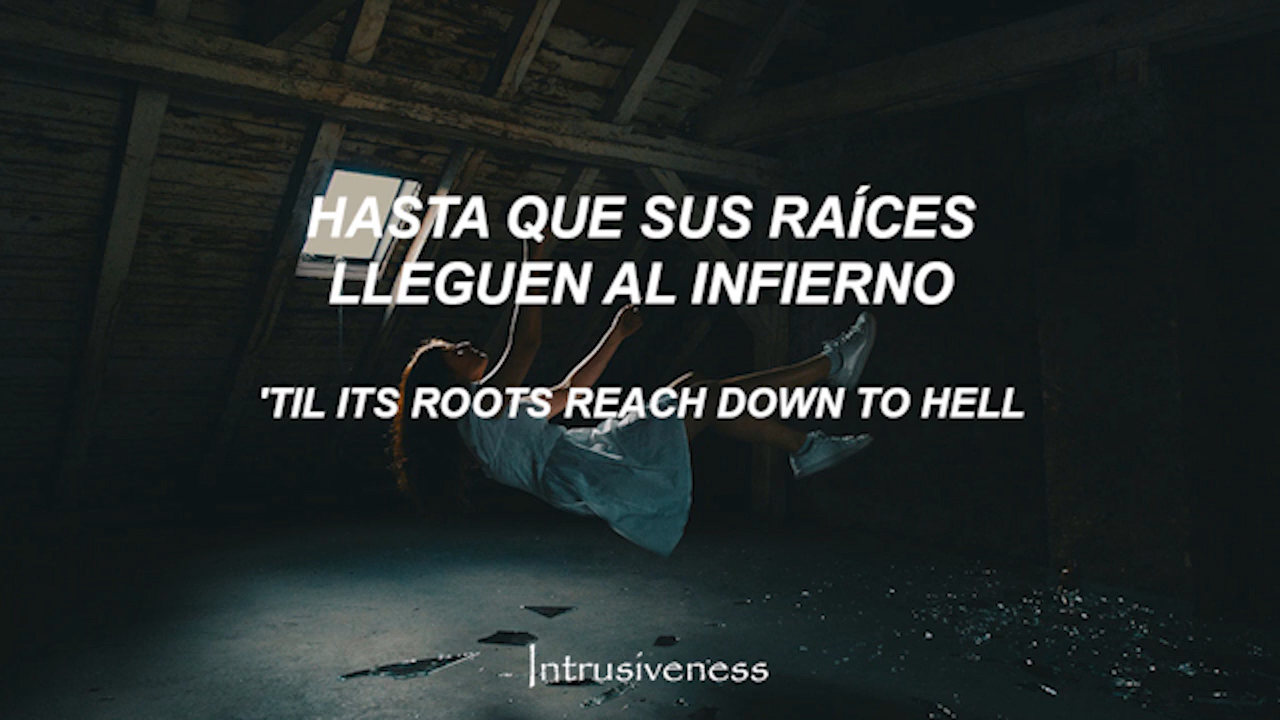 HASTA QUE SUS RAÍCES
LLEGUEN AL INFIERNO
'TIL ITS ROOTS REACH DOWN TO HELL
Intrusiveness